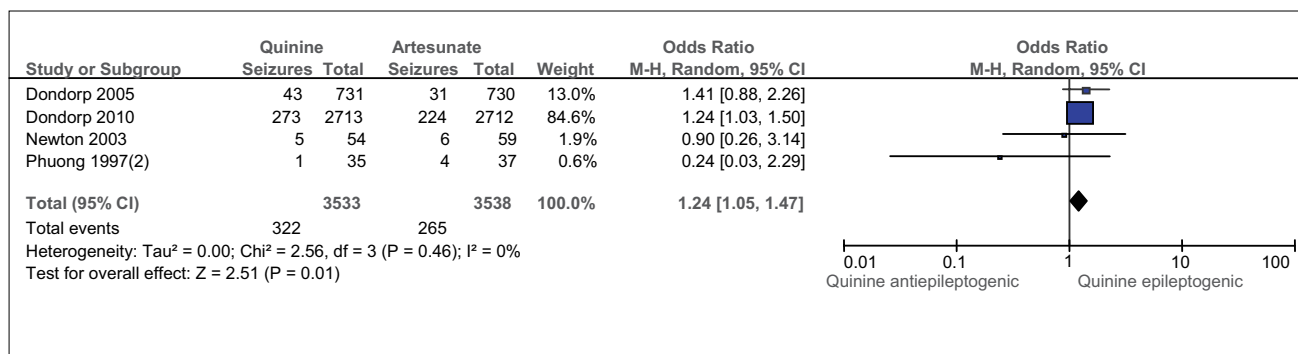 Quinine Artesunate Odds Ratio Odds Ratio
Study or Subgroup Seizures Total Seizures Total Weight M-H, Random, 95% CI M-H, Random, 95% CI
Dondorp 2005 43 731 31 730 13.0% 1.41 [0.88, 2.26]
Dondorp 2010 273 2713 224 2712 84.6% 1.24 [1.03, 1.50]
Newton 2003 5 54 6 59 1.9% 0.90 [0.26, 3.14]
Phuong 1997(2) 1 35 4 37 0.6% 0.24 [0.03, 2.29]
Total (95% CI) 3533 3538 100.0% 1.24 [1.05, 1.47]
Total events 322 265
Heterogeneity: Tau² = 0.00; Chi² = 2.56, df = 3 (P = 0.46); I² = 0%
Test for overall effect: Z = 2.51 (P = 0.01)
0.01 0.1 1 10 100
Quinine antiepileptogenic Quinine epileptogenic